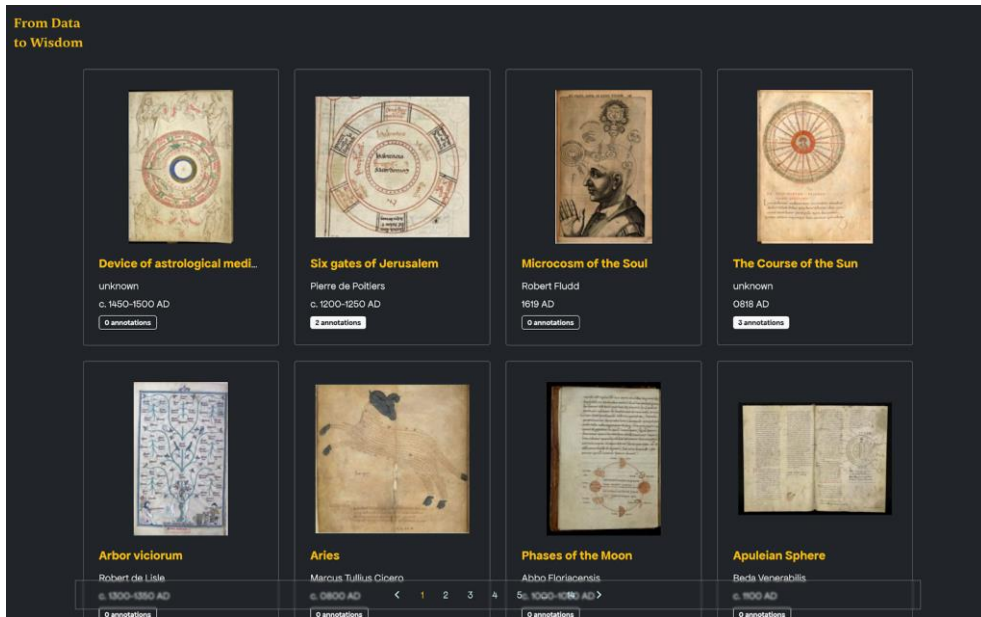 From Data
to Wisdom
Device of astrological medi...
unknown
c. 1450-1500 AD
0 annotations
Six gates of Jerusalem
Pierre de Poitiers
c. 1200-1250 AD
2 annotations
Microcosm of the Soul
Robert Fludd
1619 AD
0 annotations
The Course of the Sun
unknown
0818 AD
3 annotations
Arbor viciorum
Robert de Lisle
c. 1300-1350 AD
0 annotations
Aries
Marcus Tullius Cicero
c. 0800 AD
0 annotations
Phases of the Moon
Abbo Floriacensis
0 annotations
Apuleian Sphere
Beda Venerabilis
c. 1100 AD
0 annotations
< 1 2 3 4 5 >